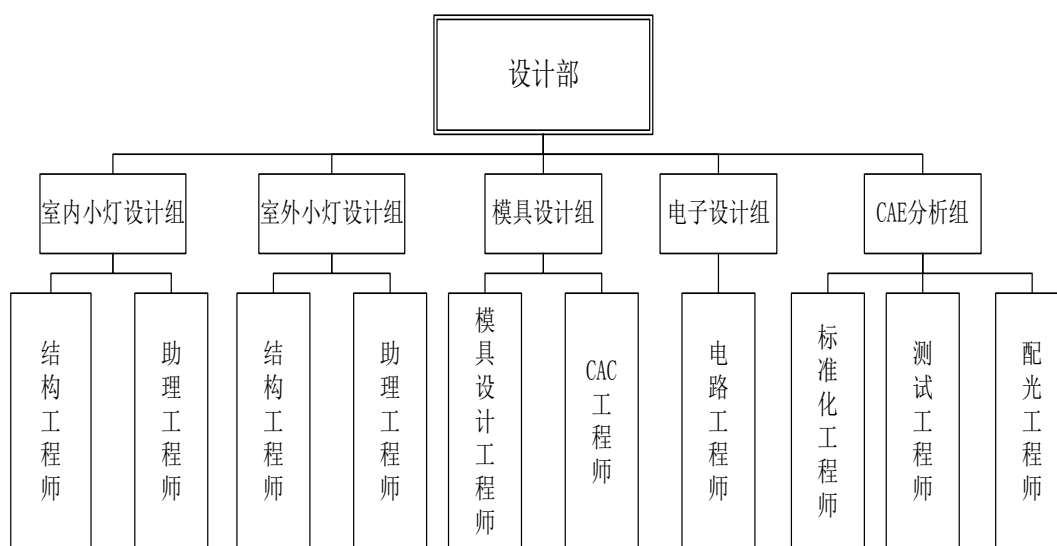 设计部
室内小灯设计组
室外小灯设计组
模具设计组
电子设计组
CAE分析组
结构工程师
助理工程师
结构工程师
助理工程师
模具设计工程师
CAC工程师
电路工程师
标准化工程师
测试工程师
配光工程师